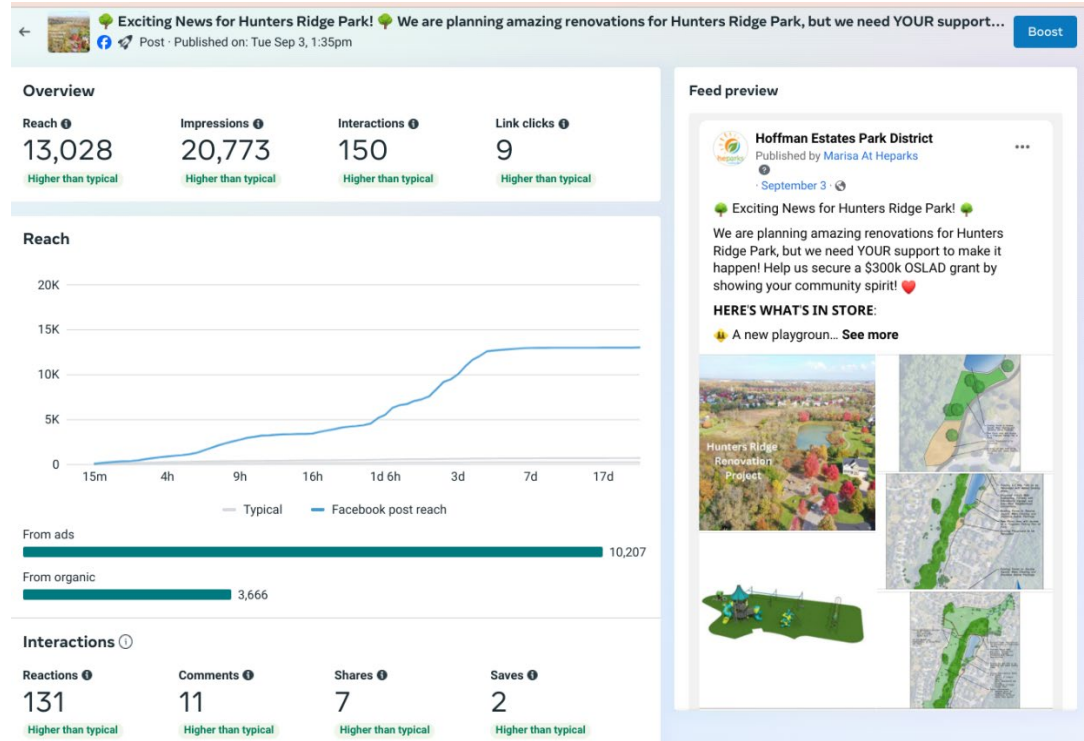 🌳 Exciting News for Hunters Ridge Park! 🌳 We are planning amazing renovations for Hunters Ridge Park, but we need YOUR support...
Post · Published on: Tue Sep 3, 1:35pm
Boost
Overview
Reach
Impressions
Interactions
Link clicks
13,028
20,773
150
9
Higher than typical
Higher than typical
Higher than typical
Higher than typical
Reach
20K
15K
10K
5K
0
15m 4h 9h 16h 1d 6h 3d 7d 17d
Typical
Facebook post reach
From ads
10,207
From organic
3,666
Interactions
Reactions
Comments
Shares
Saves
131
11
7
2
Higher than typical
Higher than typical
Higher than typical
Higher than typical
Feed preview
heparks
Hoffman Estates Park District
Published by Marisa At Heparks
· September 3 ·
🌳 Exciting News for Hunters Ridge Park! 🌳
We are planning amazing renovations for Hunters
Ridge Park, but we need YOUR support to make it
happen! Help us secure a $300k OSLAD grant by
showing your community spirit! ❤️
HERE'S WHAT'S IN STORE:
A new playgroun... See more
Hunters Ridge
Renovation
Project